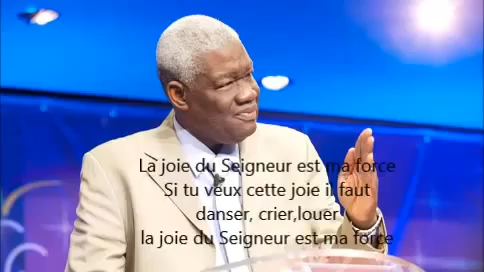 La joie du Seigneur est ma force
Si tu veux cette joie il faut
danser, crier,louer
la joie du Seigneur est ma force